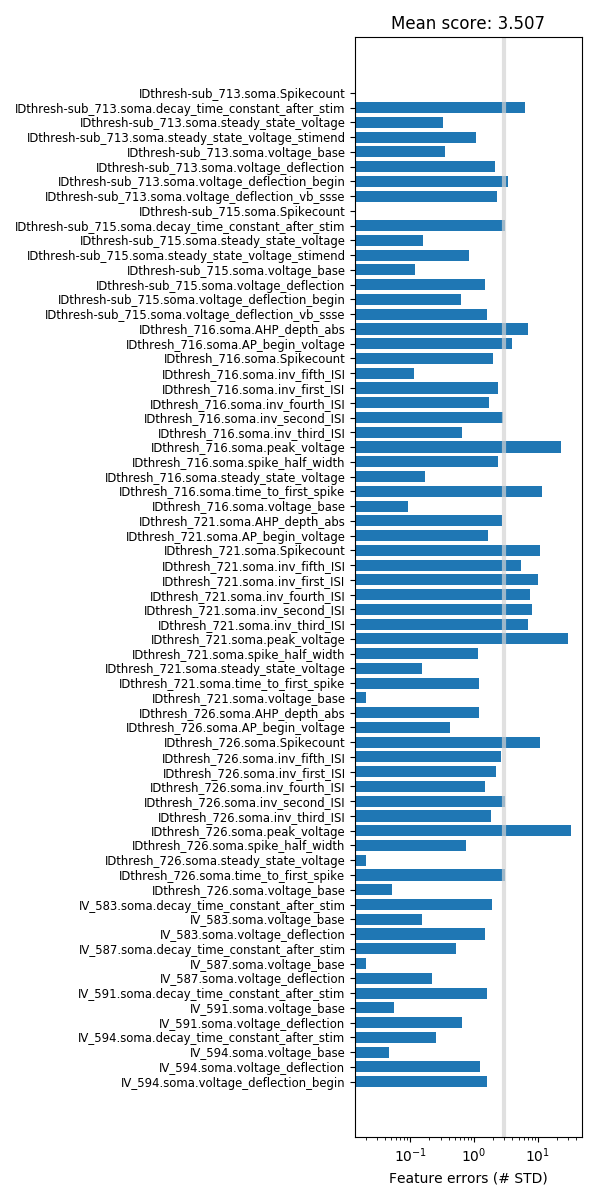 Mean score: 3.507
IDthresh-sub_713.soma.Spikecount
IDthresh-sub_713.soma.decay_time_constant_after_stim
IDthresh-sub_713.soma.steady_state_voltage
IDthresh-sub_713.soma.steady_state_voltage_stimend
IDthresh-sub_713.soma.voltage_base
IDthresh-sub_713.soma.voltage_deflection
IDthresh-sub_713.soma.voltage_deflection_begin
IDthresh-sub_713.soma.voltage_deflection_vb_ssse
IDthresh-sub_715.soma.Spikecount
IDthresh-sub_715.soma.decay_time_constant_after_stim
IDthresh-sub_715.soma.steady_state_voltage
IDthresh-sub_715.soma.steady_state_voltage_stimend
IDthresh-sub_715.soma.voltage_base
IDthresh-sub_715.soma.voltage_deflection
IDthresh-sub_715.soma.voltage_deflection_begin
IDthresh-sub_715.soma.voltage_deflection_vb_ssse
IDthresh_716.soma.AHP_depth_abs
IDthresh_716.soma.AP_begin_voltage
IDthresh_716.soma.Spikecount
IDthresh_716.soma.inv_fifth_ISI
IDthresh_716.soma.inv_first_ISI
IDthresh_716.soma.inv_fourth_ISI
IDthresh_716.soma.inv_second_ISI
IDthresh_716.soma.inv_third_ISI
IDthresh_716.soma.peak_voltage
IDthresh_716.soma.spike_half_width
IDthresh_716.soma.steady_state_voltage
IDthresh_716.soma.time_to_first_spike
IDthresh_716.soma.voltage_base
IDthresh_721.soma.AHP_depth_abs
IDthresh_721.soma.AP_begin_voltage
IDthresh_721.soma.Spikecount
IDthresh_721.soma.inv_fifth_ISI
IDthresh_721.soma.inv_first_ISI
IDthresh_721.soma.inv_fourth_ISI
IDthresh_721.soma.inv_second_ISI
IDthresh_721.soma.inv_third_ISI
IDthresh_721.soma.peak_voltage
IDthresh_721.soma.spike_half_width
IDthresh_721.soma.steady_state_voltage
IDthresh_721.soma.time_to_first_spike
IDthresh_721.soma.voltage_base
IDthresh_726.soma.AHP_depth_abs
IDthresh_726.soma.AP_begin_voltage
IDthresh_726.soma.Spikecount
IDthresh_726.soma.inv_fifth_ISI
IDthresh_726.soma.inv_first_ISI
IDthresh_726.soma.inv_fourth_ISI
IDthresh_726.soma.inv_second_ISI
IDthresh_726.soma.inv_third_ISI
IDthresh_726.soma.peak_voltage
IDthresh_726.soma.spike_half_width
IDthresh_726.soma.steady_state_voltage
IDthresh_726.soma.time_to_first_spike
IDthresh_726.soma.voltage_base
IV_583.soma.decay_time_constant_after_stim
IV_583.soma.voltage_base
IV_583.soma.voltage_deflection
IV_587.soma.decay_time_constant_after_stim
IV_587.soma.voltage_base
IV_587.soma.voltage_deflection
IV_591.soma.decay_time_constant_after_stim
IV_591.soma.voltage_base
IV_591.soma.voltage_deflection
IV_594.soma.decay_time_constant_after_stim
IV_594.soma.voltage_base
IV_594.soma.voltage_deflection
IV_594.soma.voltage_deflection_begin
10⁻¹ 10⁰ 10¹
Feature errors (# STD)